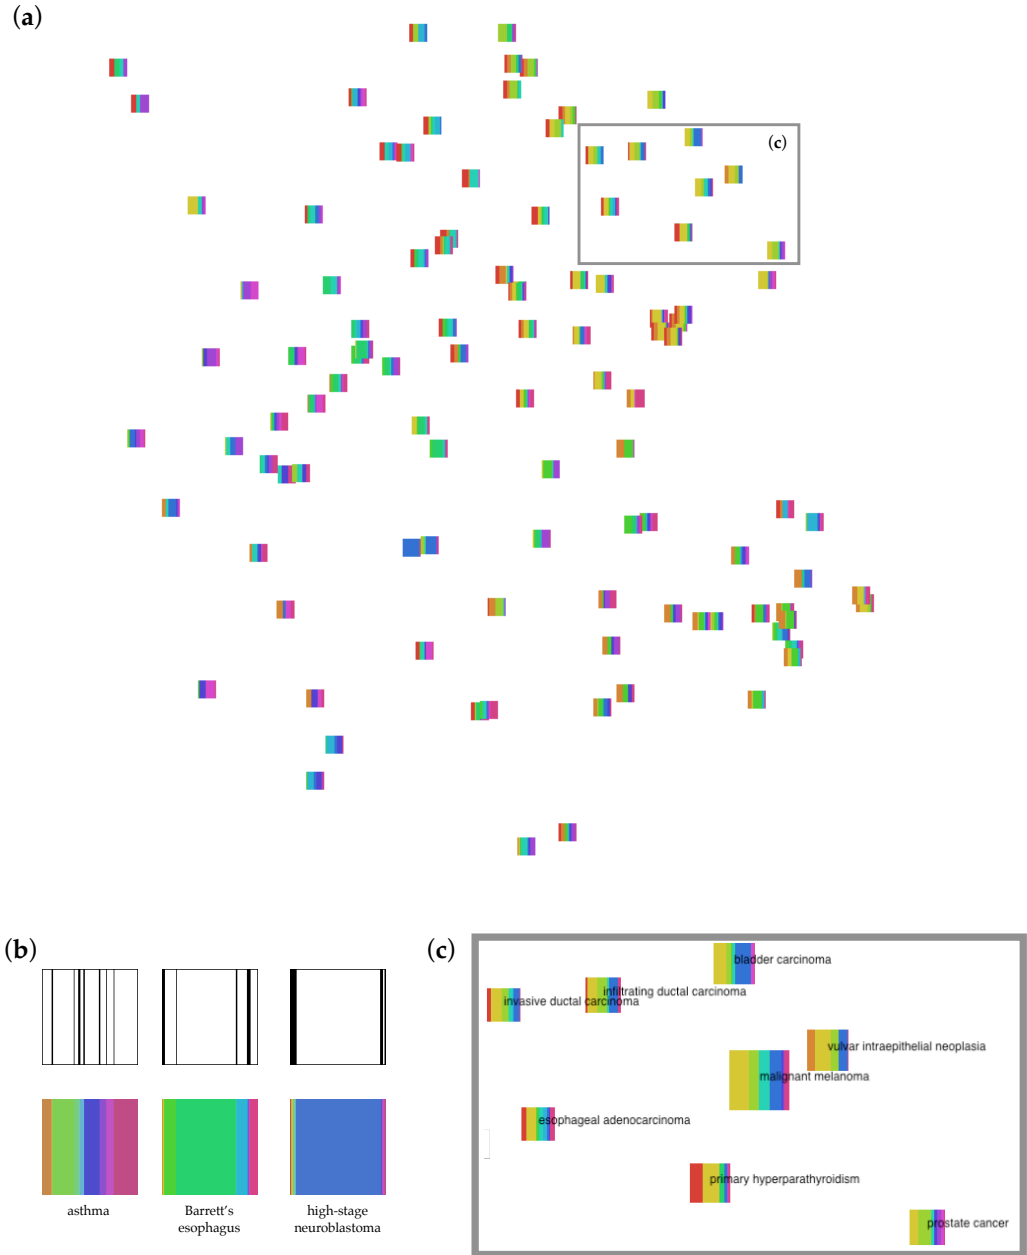 (a)
(c)
(b)
asthma
Barrett's
esophagus
high-stage
neuroblastoma
(c)
bladder carcinoma
infiltrating ductal carcinoma
invasive ductal carcinoma
vulvar intraepithelial neoplasia
malignant melanoma
esophageal adenocarcinoma
primary hyperparathyroidism
prostate cancer